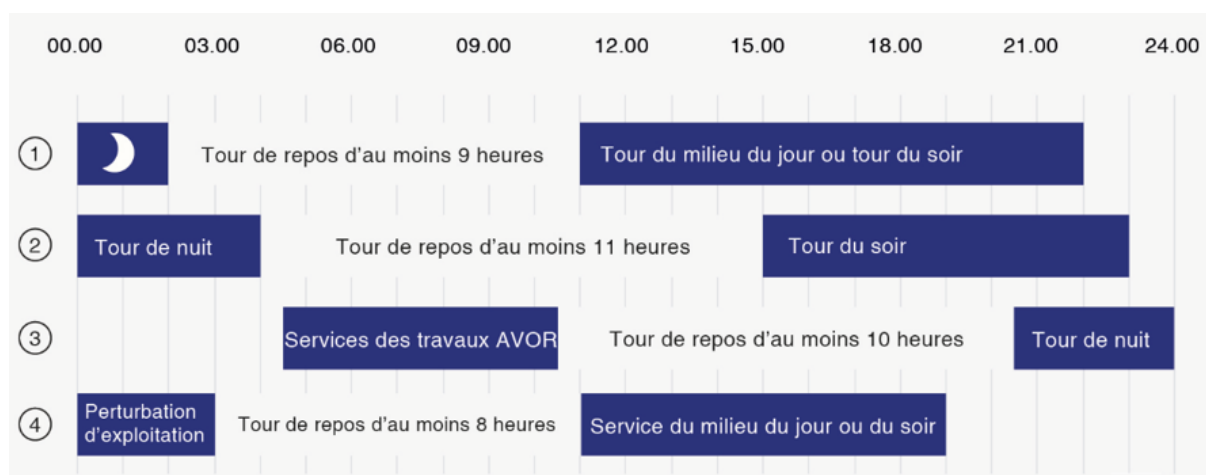 00.00 03.00 06.00 09.00 12.00 15.00 18.00 21.00 24.00
1 Tour de repos d'au moins 9 heures Tour du milieu du jour ou tour du soir
2 Tour de nuit Tour de repos d'au moins 11 heures Tour du soir
3 Services des travaux AVOR Tour de repos d'au moins 10 heures Tour de nuit
4 Perturbation
d'exploitation Tour de repos d'au moins 8 heures Service du milieu du jour ou du soir